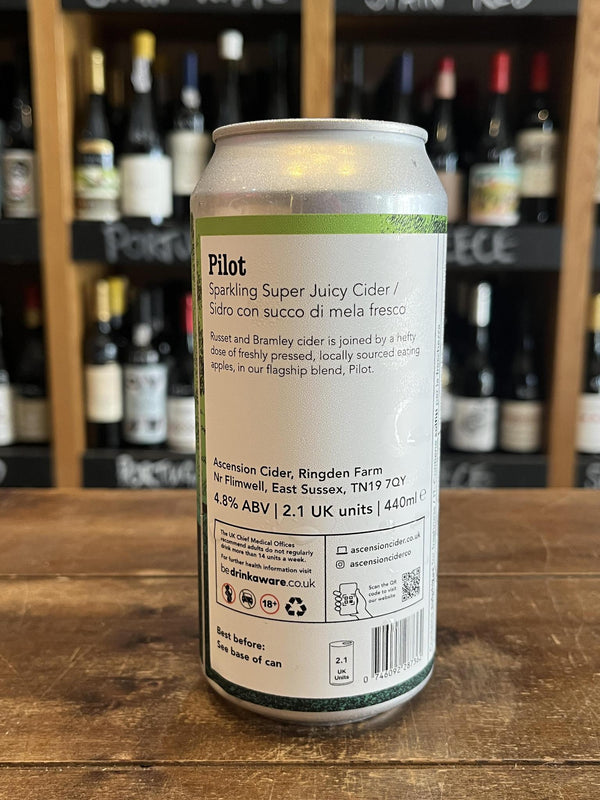 Pilot
Sparkling Super Juicy Cider /
Sidro con succo di mela fresco
Russet and Bramley cider is joined by a hefty
dose of freshly pressed, locally sourced eating
apples, in our flagship blend, Pilot.
Ascension Cider, Ringden Farm
Nr Flimwell, East Sussex, TN19 7QY
4.8% ABV | 2.1 UK units | 440ml e
The UK Chief Medical Offices
recommend adults do not regularly
drink more than 14 units a week.
For further health information visit
bedrinkaware.co.uk
18+
ascensioncider.co.uk
ascensionciderco
Scan the QR
code to visit
our website
Best before:
See base of can
2.1
UK
Units